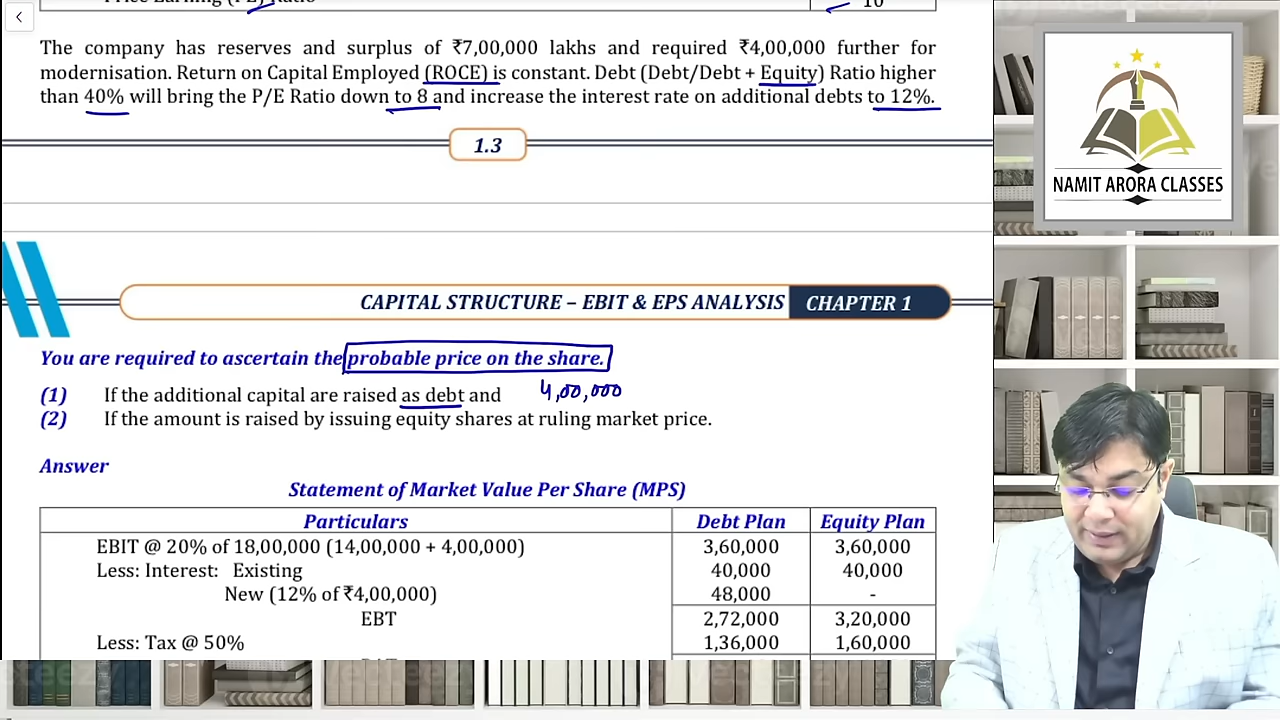 Price Earning (PE) Ratio 10
The company has reserves and surplus of ₹7,00,000 lakhs and required ₹4,00,000 further for
modernisation. Return on Capital Employed (ROCE) is constant. Debt (Debt/Debt + Equity) Ratio higher
than 40% will bring the P/E Ratio down to 8 and increase the interest rate on additional debts to 12%.
1.3
CAPITAL STRUCTURE – EBIT & EPS ANALYSIS CHAPTER 1
You are required to ascertain the probable price on the share.
(1) If the additional capital are raised as debt and 4,00,000
(2) If the amount is raised by issuing equity shares at ruling market price.
Answer
Statement of Market Value Per Share (MPS)
Particulars Debt Plan Equity Plan
EBIT @ 20% of 18,00,000 (14,00,000 + 4,00,000) 3,60,000 3,60,000
Less: Interest: Existing 40,000 40,000
New (12% of ₹4,00,000) 48,000 -
EBT 2,72,000 3,20,000
Less: Tax @ 50% 1,36,000 1,60,000
NAMIT ARORA CLASSES